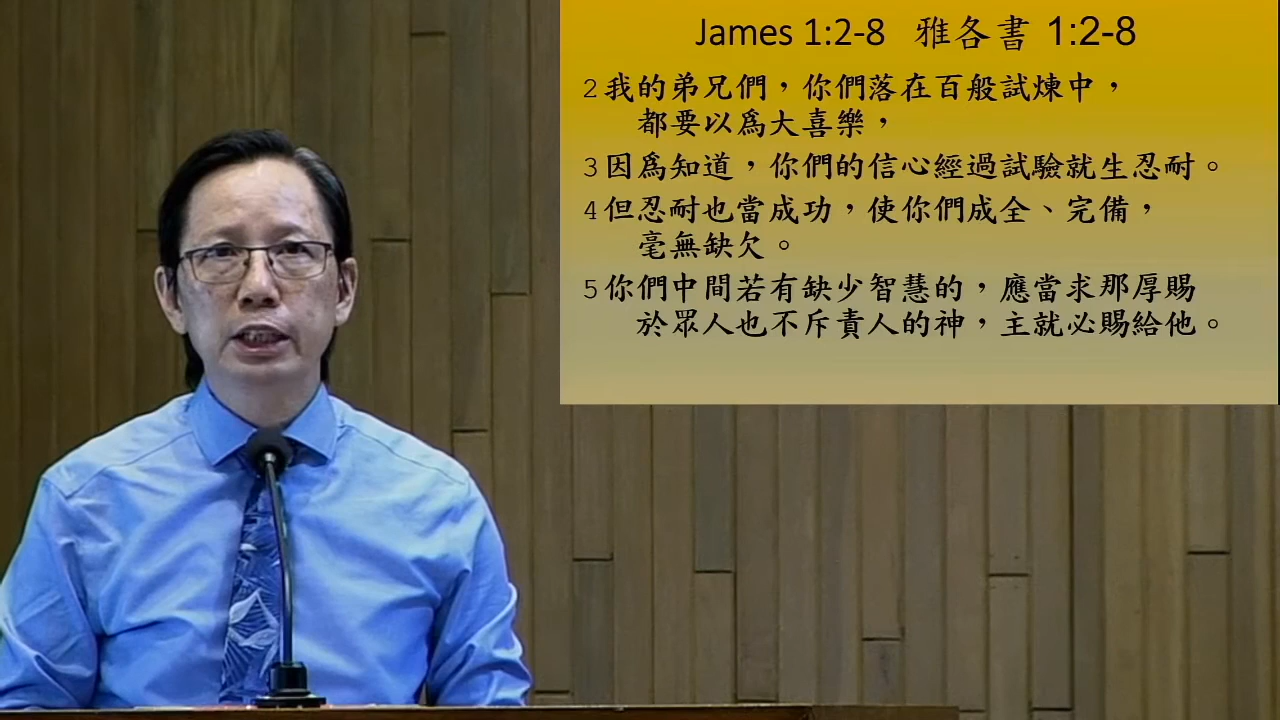 James 1:2-8 雅各書 1:2-8
2我的弟兄們，你們落在百般試煉中，
都要以為大喜樂，
3因為知道，你們的信心經過試驗就生忍耐。
4但忍耐也當成功，使你們成全、完備，
毫無缺欠。
5你們中間若有缺少智慧的，應當求那厚賜
於眾人也不斥責人的神，主就必賜給他。